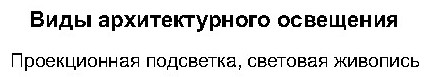 Виды архитектурного освещения
Проекционная подсветка, световая живопись